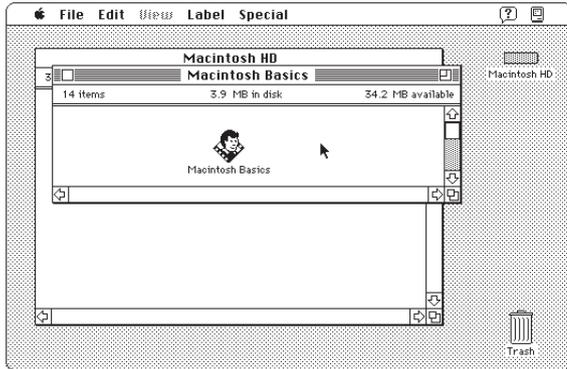 File Edit View Label Special
Macintosh HD
3
Macintosh Basics
14 items 3.9 MB in disk 34.2 MB available
Macintosh HD
Macintosh Basics
Trash